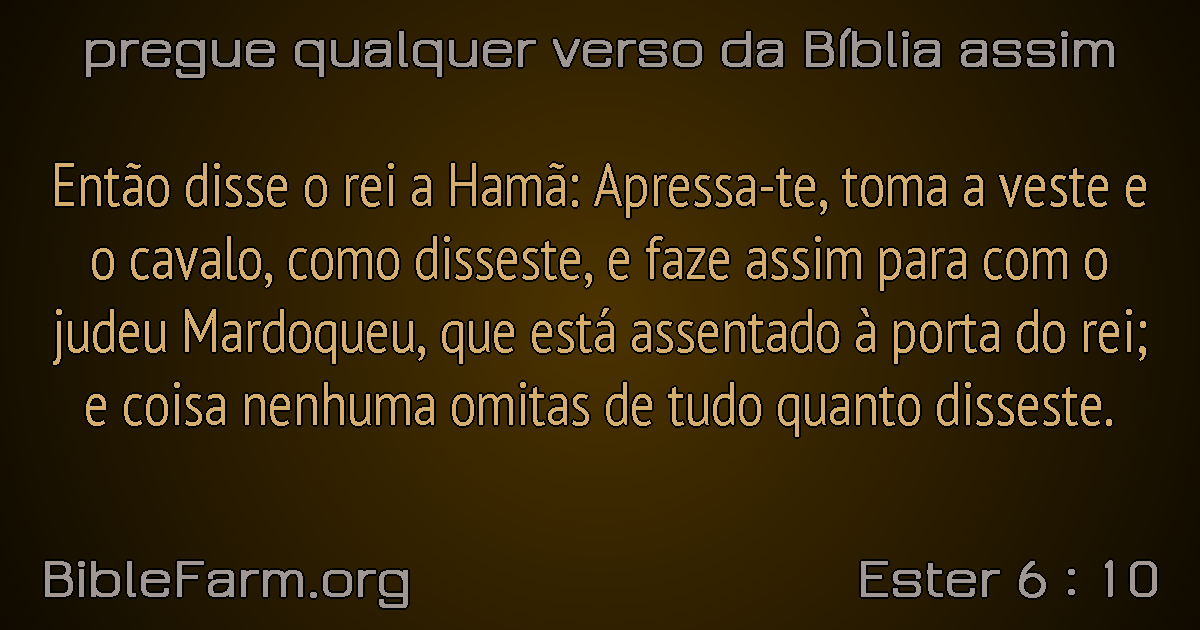 pregue qualquer verso da Bíblia assim
Então disse o rei a Hamã: Apressa-te, toma a veste e
o cavalo, como disseste, e faze assim para com o
judeu Mardoqueu, que está assentado à porta do rei;
e coisa nenhuma omitas de tudo quanto disseste.
BibleFarm.org
Ester 6 : 10